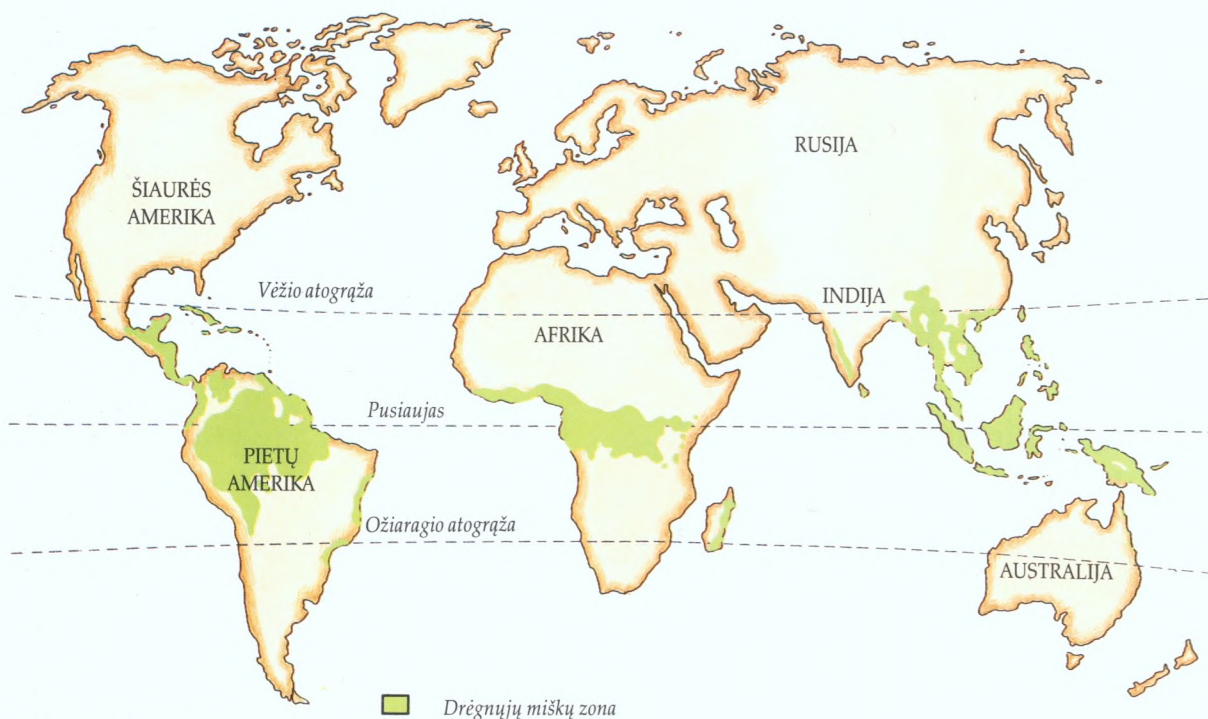 RUSIJA
ŠIAURĖS
AMERIKA
Vėžio atogrąža
INDIJA
AFRIKA
Pusiaujas
PIETŲ
AMERIKA
Ožiaragio atogrąža
AUSTRALIJA
Drėgnųjų miškų zona